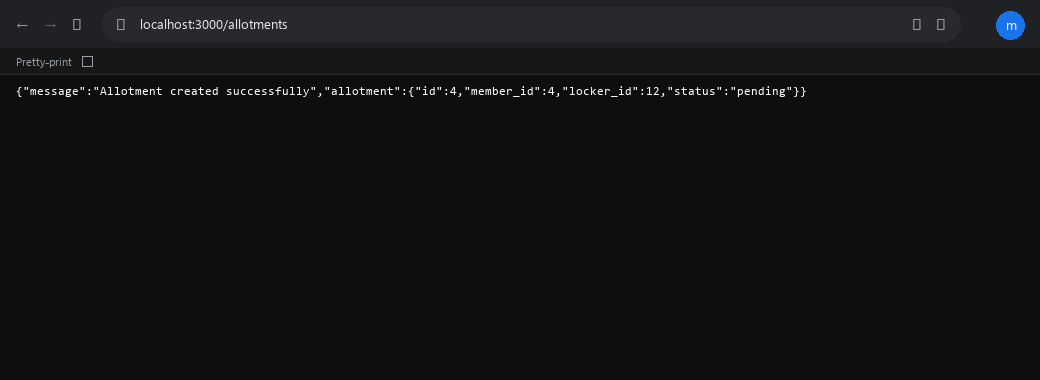 localhost:3000/allotments
m
Pretty-print
{"message":"Allotment created successfully","allotment":{"id":4,"member_id":4,"locker_id":12,"status":"pending"}}